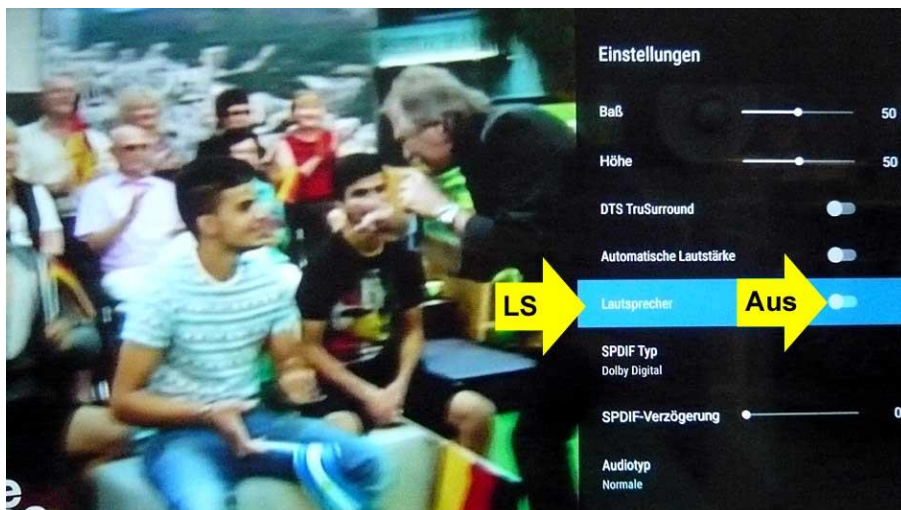 Einstellungen
Baß 50
Höhe 50
DTS TruSurround
Automatische Lautstärke
LS Lautsprecher Aus
SPDIF Typ
Dolby Digital
SPDIF-Verzögerung 0
Audiotyp
Normale